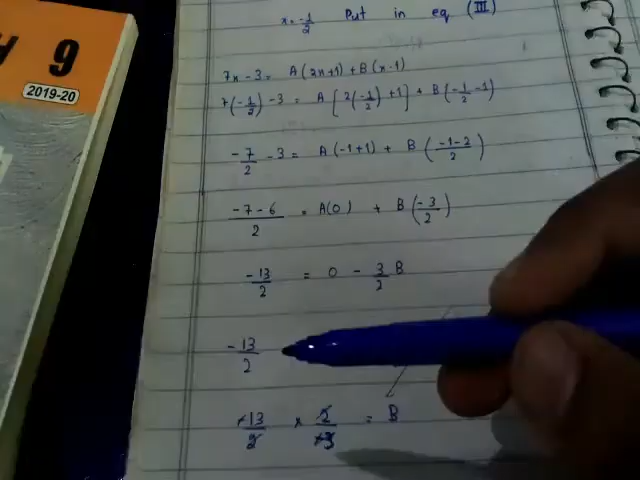 6
2019-20
x = -1/2 Put in eq (III)
7x - 3 = A(2x+1) + B(x-1)
7(-1/2) - 3 = A[2(-1/2) + 1] + B(-1/2 - 1)
-7/2 - 3 = A(-1+1) + B(-1-2/2)
-7-6/2 = A(0) + B(-3/2)
-13/2 = 0 - 3/2 B
-13/2
-13/2 × 2/-3 = B